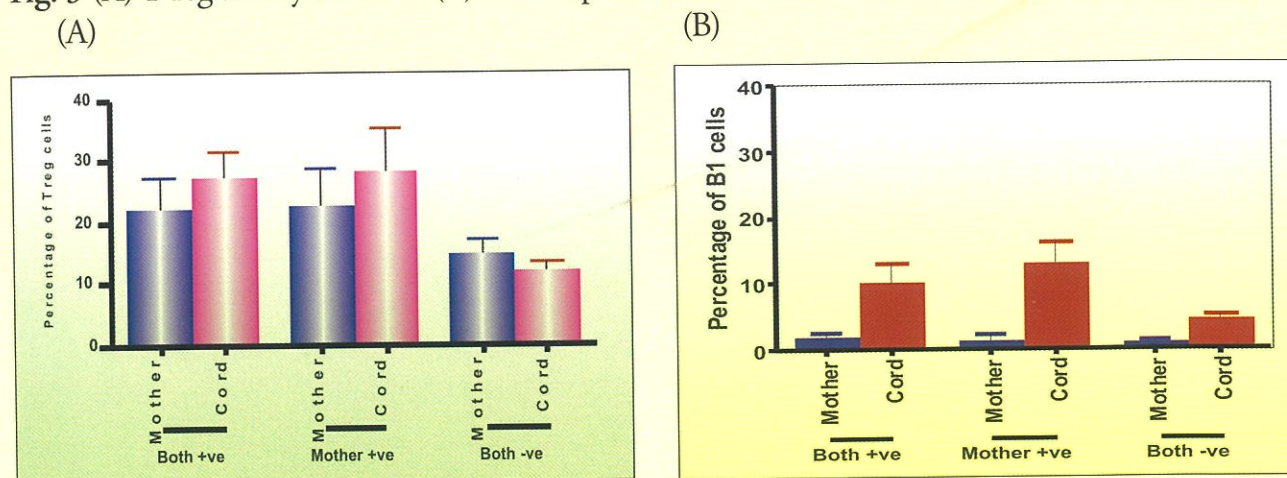 (A)
(B)
Percentage of Treg cells
40
30
20
10
0
Mother
Cord
Mother
Cord
Mother
Cord
Both +ve
Mother +ve
Both -ve
Percentage of B1 cells
40
30
20
10
0
Mother
Cord
Mother
Cord
Mother
Cord
Both +ve
Mother +ve
Both -ve